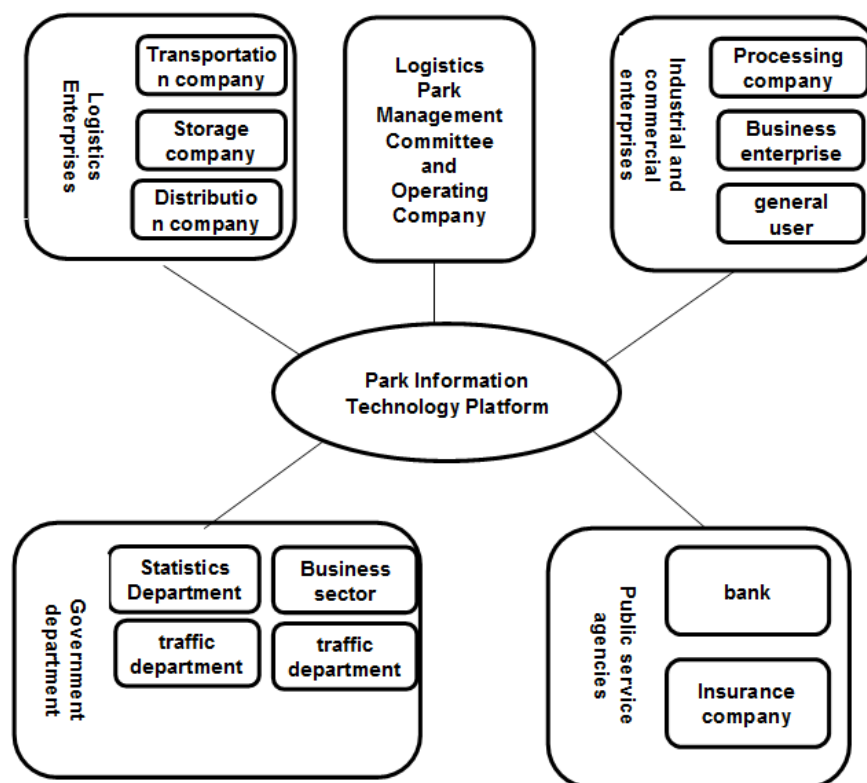 Logistics
Enterprises
Transportatio
n company
Storage
company
Distributio
n company
Logistics
Park
Management
Committee
and
Operating
Company
Industrial and
commercial
enterprises
Processing
company
Business
enterprise
general
user
Park Information
Technology Platform
Government
department
Statistics
Department
Business
sector
traffic
department
traffic
department
Public service
agencies
bank
Insurance
company